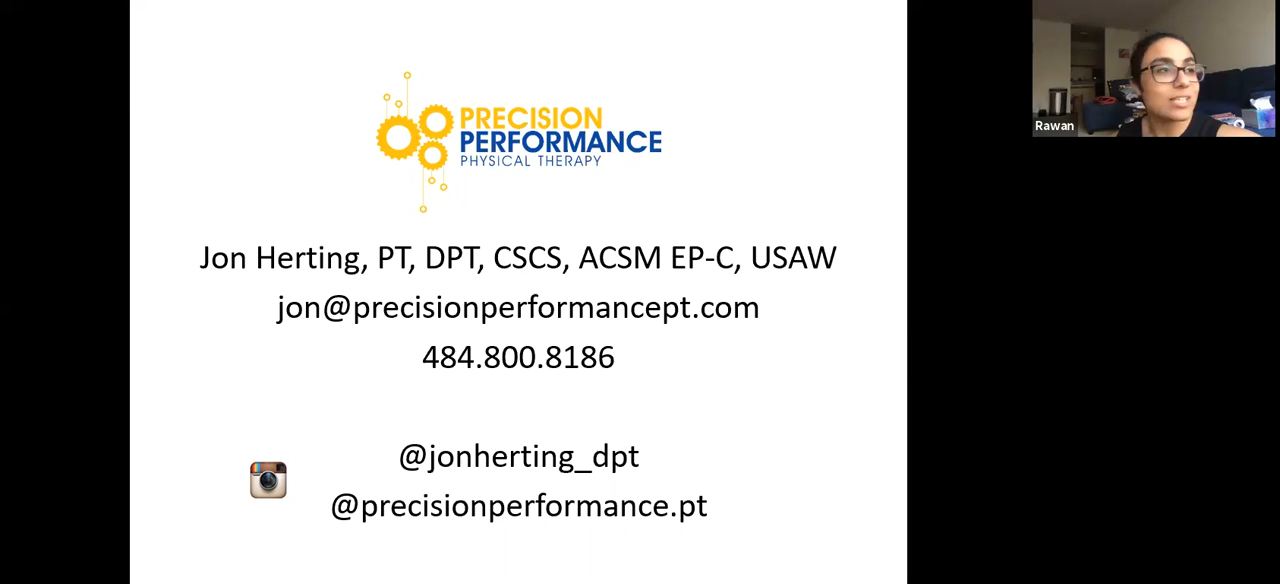 PRECISION
PERFORMANCE
PHYSICAL THERAPY
Rawan
Jon Herting, PT, DPT, CSCS, ACSM EP-C, USAW
jon@precisionperformancept.com
484.800.8186
@jonherting_dpt
@precisionperformance.pt